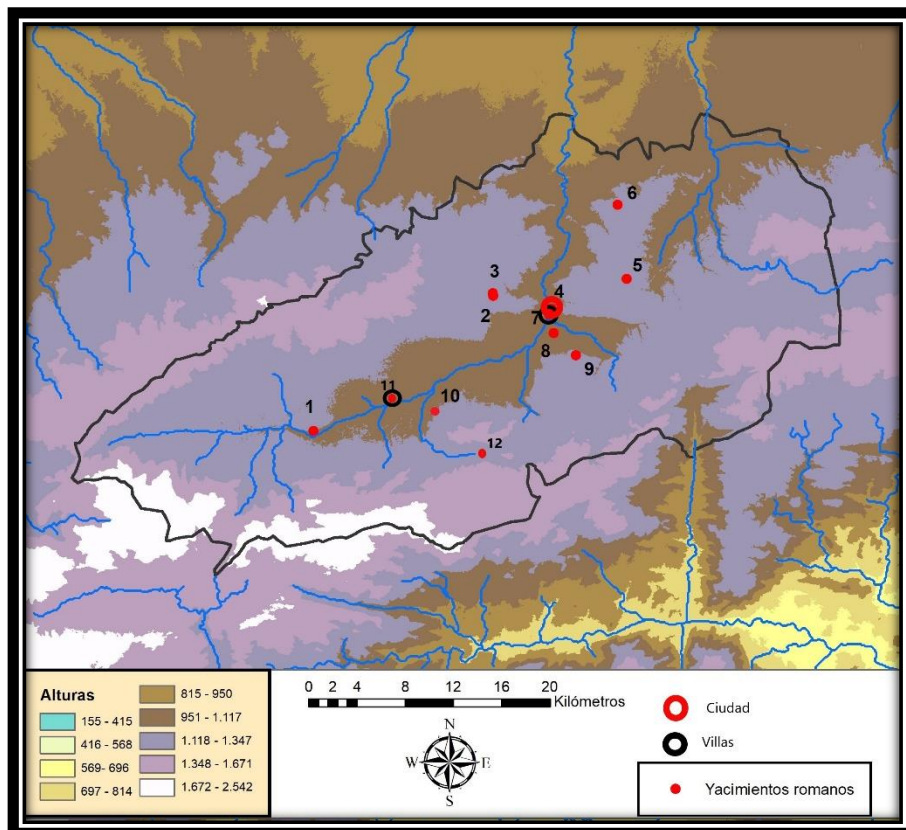 6
3
5
4
2
7
8
9
11
10
1
12
Alturas
155 - 415
416 - 568
569- 696
697 - 814
815 - 950
951 - 1.117
1.118 - 1.347
1.348 - 1.671
1.672 - 2.542
0 2 4 8 12 16 20
Kilómetros
N
W E
S
Ciudad
Villas
Yacimientos romanos